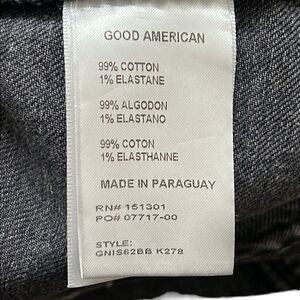 GOOD AMERICAN
99% COTTON
1% ELASTANE
99% ALGODON
1% ELASTANO
99% COTON
1% ELASTHANNE
MADE IN PARAGUAY
RN# 151301
PO# 07717-00
STYLE:
GNIS62BB K278